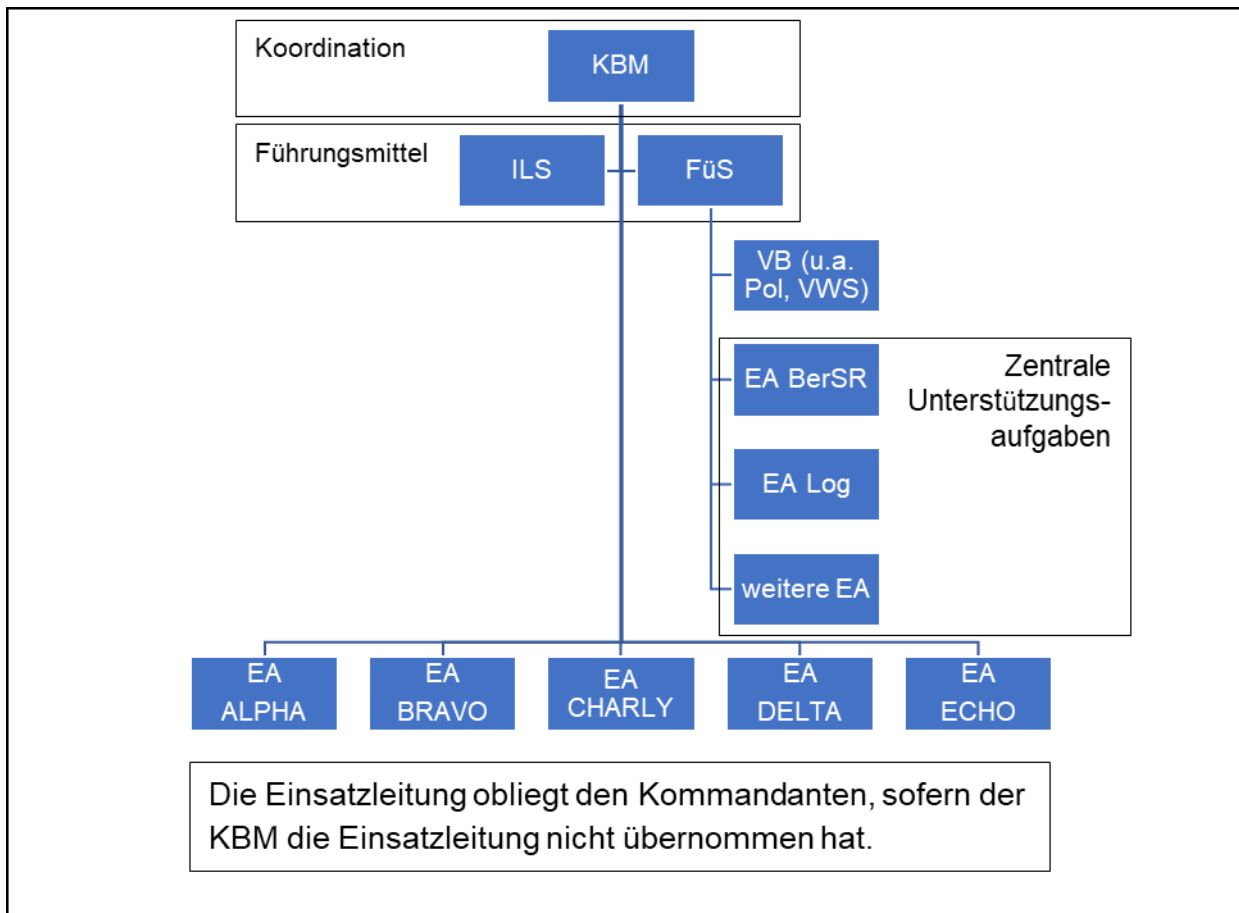 Koordination
KBM
Führungsmittel
ILS
FüS
VB (u.a.
Pol, VWS)
EA BerSR
Zentrale
Unterstützungs-
aufgaben
EA Log
weitere EA
EA
ALPHA
EA
BRAVO
EA
CHARLY
EA
DELTA
EA
ECHO
Die Einsatzleitung obliegt den Kommandanten, sofern der
KBM die Einsatzleitung nicht übernommen hat.